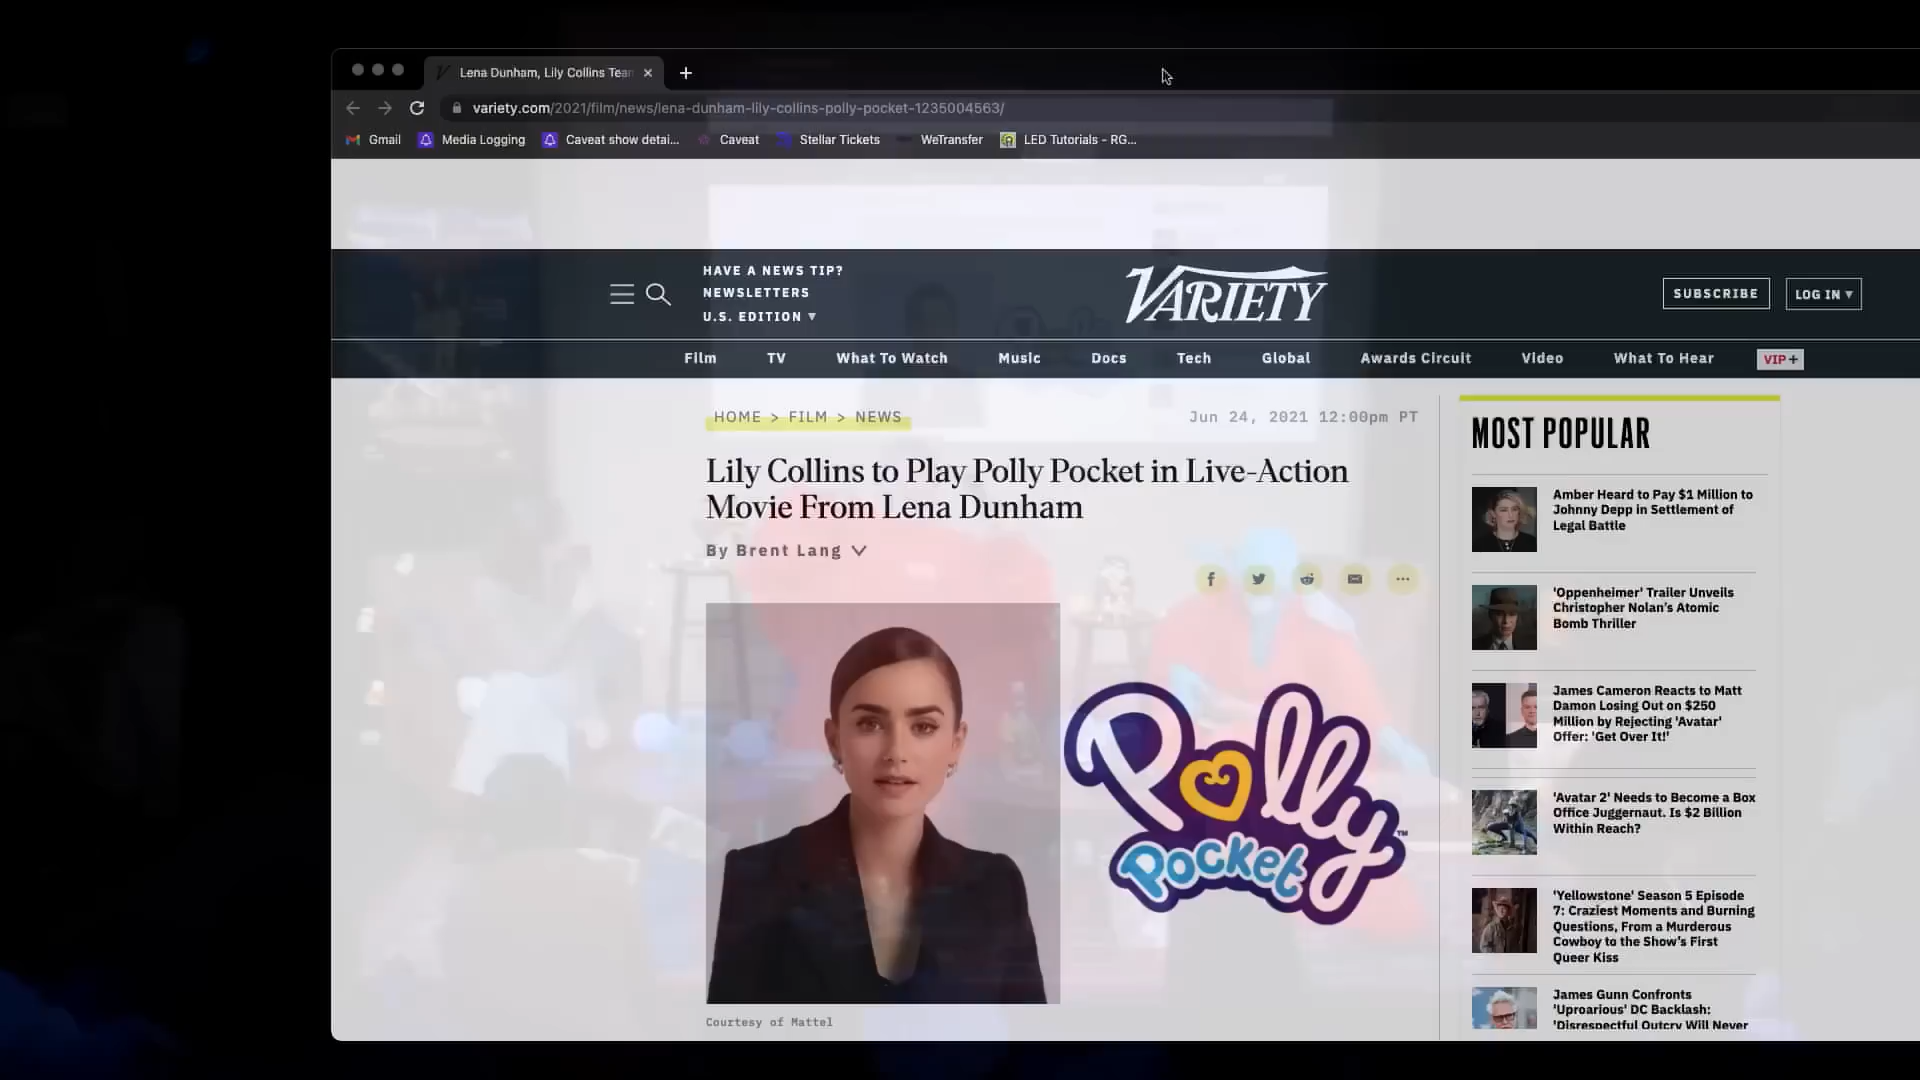 Lena Dunham, Lily Collins Tean
variety.com/2021/film/news/lena-dunham-lily-collins-polly-pocket-1235004563/
Gmail
Media Logging
Caveat show detai...
Caveat
Stellar Tickets
WeTransfer
LED Tutorials - RG...
HAVE A NEWS TIP?
NEWSLETTERS
U.S. EDITION
VARIETY
SUBSCRIBE
LOG IN
Film
TV
What To Watch
Music
Docs
Tech
Global
Awards Circuit
Video
What To Hear
VIP+
HOME > FILM > NEWS
Jun 24, 2021 12:00pm PT
Lily Collins to Play Polly Pocket in Live-Action
Movie From Lena Dunham
By Brent Lang
Polly
Pocket
TM
Courtesy of Mattel
MOST POPULAR
Amber Heard to Pay $1 Million to
Johnny Depp in Settlement of
Legal Battle
'Oppenheimer' Trailer Unveils
Christopher Nolan's Atomic
Bomb Thriller
James Cameron Reacts to Matt
Damon Losing Out on $250
Million by Rejecting 'Avatar'
Offer: 'Get Over It!'
'Avatar 2' Needs to Become a Box
Office Juggernaut. Is $2 Billion
Within Reach?
'Yellowstone' Season 5 Episode
7: Craziest Moments and Burning
Questions, From a Murderous
Cowboy to the Show's First
Queer Kiss
James Gunn Confronts
'Uproarious' DC Backlash:
'Disrespectful Outcry Will Never